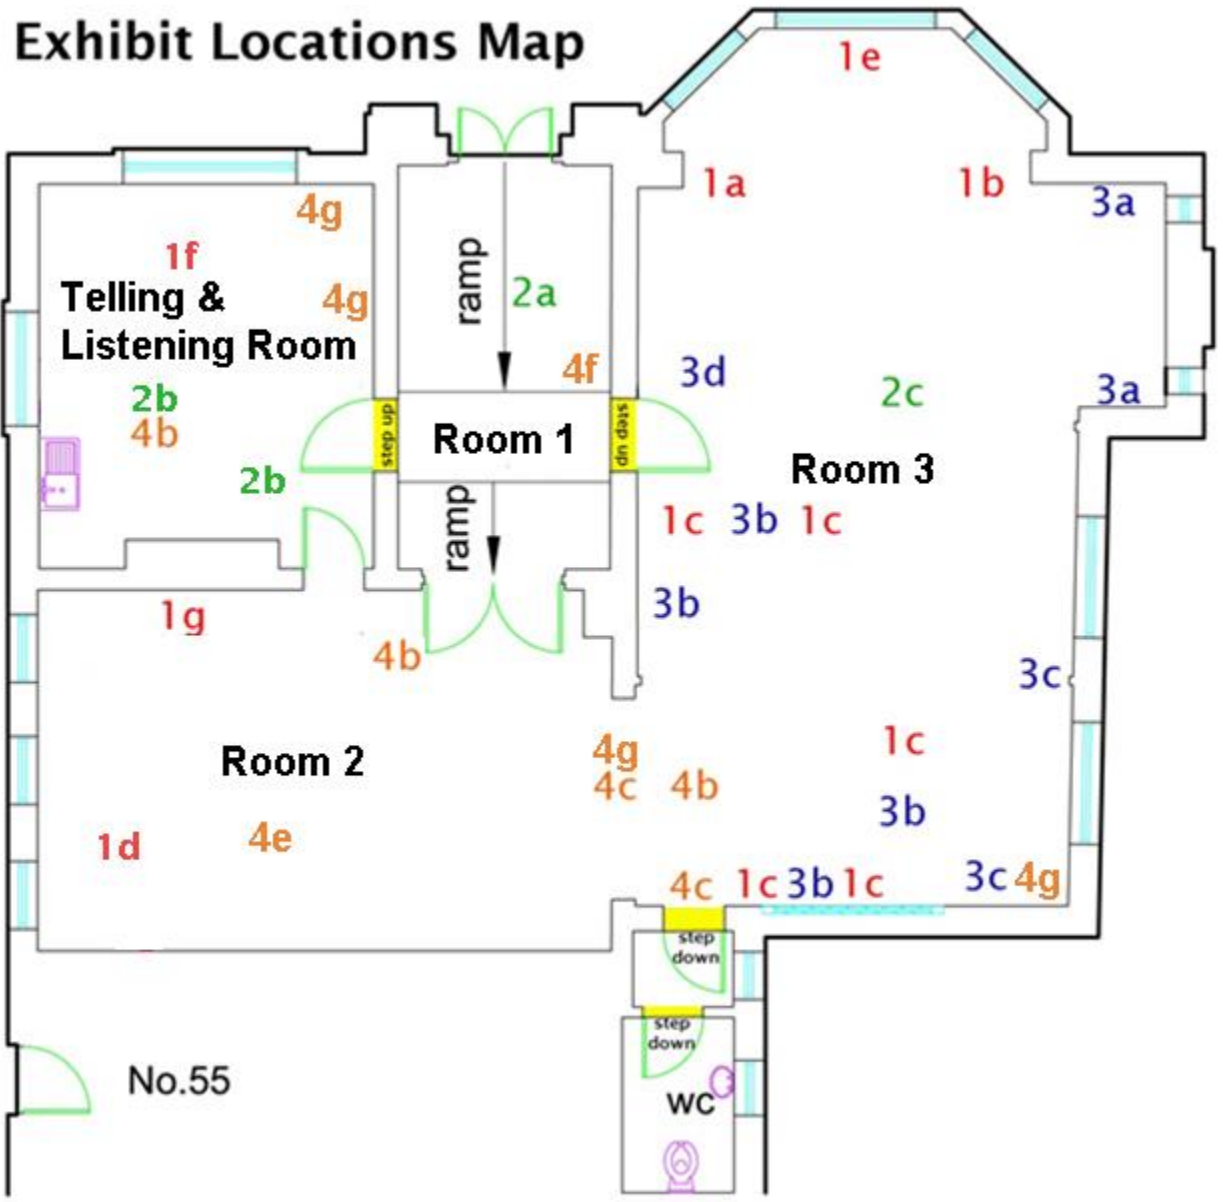 Exhibit Locations Map
1e
1a
1b
3a
4g
1f
Telling &
Listening Room
4g
ramp
2a
4f
3d
2c
3a
2b
4b
step up
Room 1
step up
Room 3
2b
ramp
1c 3b 1c
3b
1g
4b
3c
Room 2
4g
4c 4b
1c
3b
1d
4e
4c 1c 3b 1c 3c 4g
step
down
step
down
No.55
WC